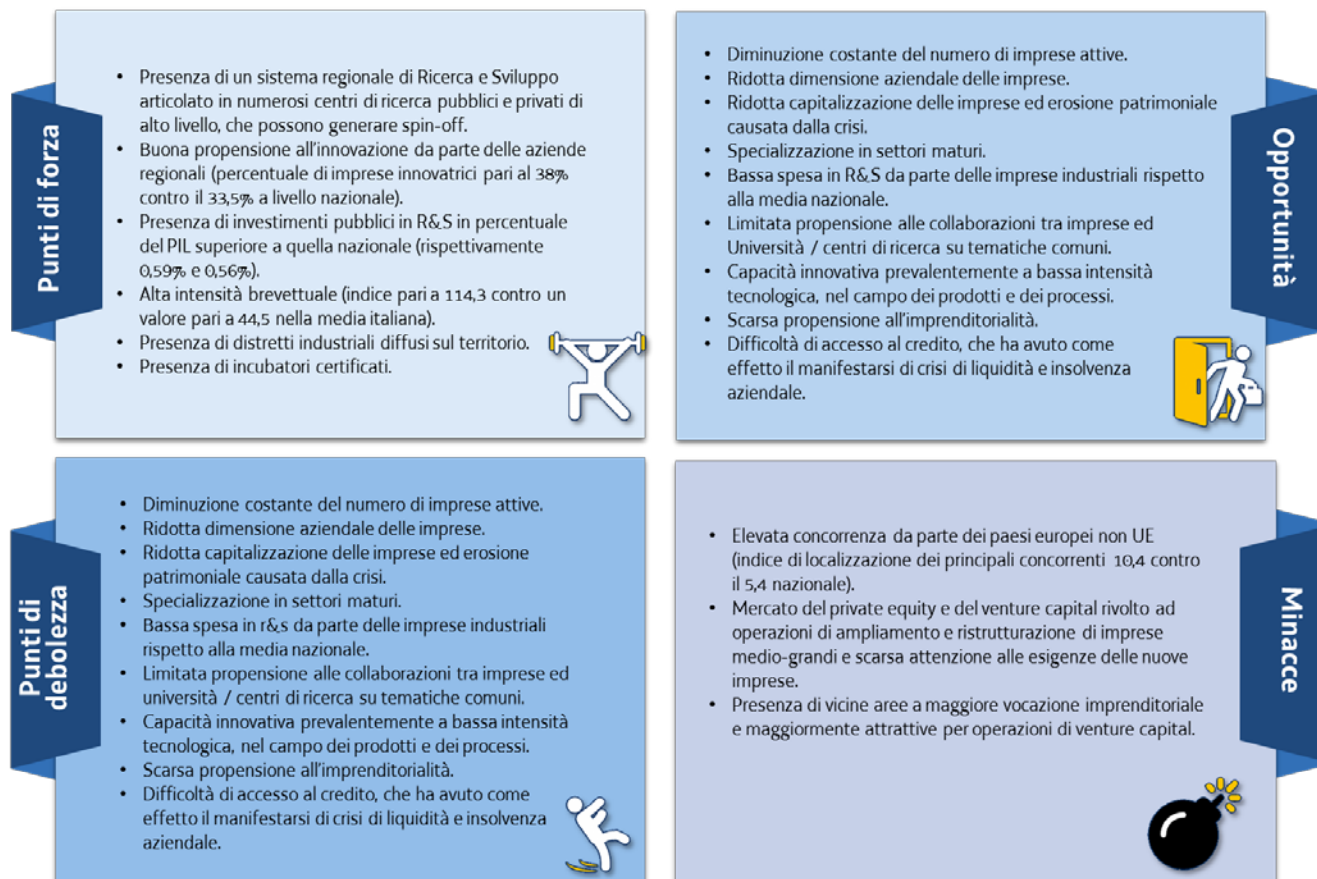 Punti di forza
• Presenza di un sistema regionale di Ricerca e Sviluppo
articolato in numerosi centri di ricerca pubblici e privati di
alto livello, che possono generare spin-off.
• Buona propensione all'innovazione da parte delle aziende
regionali (percentuale di imprese innovatrici pari al 38%
contro il 33,5% a livello nazionale).
• Presenza di investimenti pubblici in R&S in percentuale
del PIL superiore a quella nazionale (rispettivamente
0,59% e 0,56%).
• Alta intensità brevettuale (indice pari a 114,3 contro un
valore pari a 44,5 nella media italiana).
• Presenza di distretti industriali diffusi sul territorio.
• Presenza di incubatori certificati.
Opportunità
• Diminuzione costante del numero di imprese attive.
• Ridotta dimensione aziendale delle imprese.
• Ridotta capitalizzazione delle imprese ed erosione patrimoniale
causata dalla crisi.
• Specializzazione in settori maturi.
• Bassa spesa in R&S da parte delle imprese industriali rispetto
alla media nazionale.
• Limitata propensione alle collaborazioni tra imprese ed
Università / centri di ricerca su tematiche comuni.
• Capacità innovativa prevalentemente a bassa intensità
tecnologica, nel campo dei prodotti e dei processi.
• Scarsa propensione all'imprenditorialità.
• Difficoltà di accesso al credito, che ha avuto come
effetto il manifestarsi di crisi di liquidità e insolvenza
aziendale.
Punti di
debolezza
• Diminuzione costante del numero di imprese attive.
• Ridotta dimensione aziendale delle imprese.
• Ridotta capitalizzazione delle imprese ed erosione
patrimoniale causata dalla crisi.
• Specializzazione in settori maturi.
• Bassa spesa in r&s da parte delle imprese industriali
rispetto alla media nazionale.
• Limitata propensione alle collaborazioni tra imprese ed
università / centri di ricerca su tematiche comuni.
• Capacità innovativa prevalentemente a bassa intensità
tecnologica, nel campo dei prodotti e dei processi.
• Scarsa propensione all'imprenditorialità.
• Difficoltà di accesso al credito, che ha avuto come
effetto il manifestarsi di crisi di liquidità e insolvenza
aziendale.
Minacce
• Elevata concorrenza da parte dei paesi europei non UE
(indice di localizzazione dei principali concorrenti 10,4 contro
il 5,4 nazionale).
• Mercato del private equity e del venture capital rivolto ad
operazioni di ampliamento e ristrutturazione di imprese
medio-grandi e scarsa attenzione alle esigenze delle nuove
imprese.
• Presenza di vicine aree a maggiore vocazione imprenditoriale
e maggiormente attrattive per operazioni di venture capital.